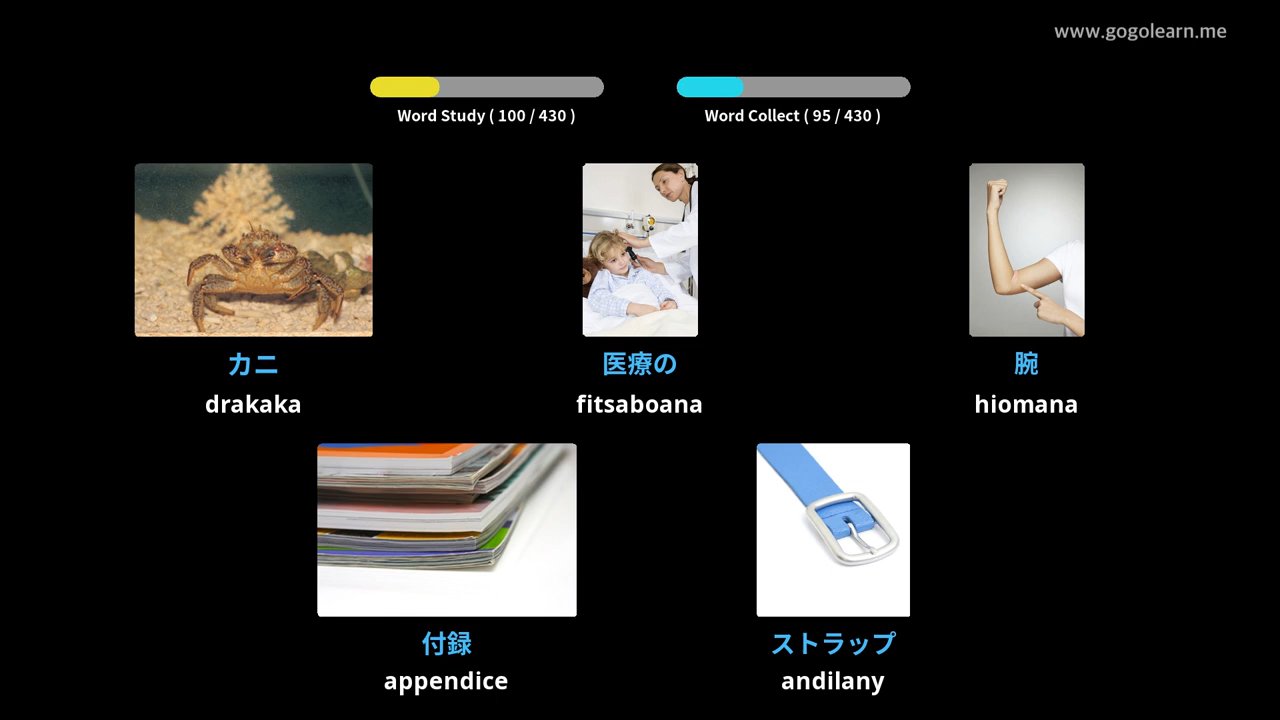 www.gogolearn.me
Word Study ( 100 / 430 )
Word Collect ( 95 / 430 )
カニ
drakaka
医療の
fitsaboana
腕
hiomana
付録
appendice
ストラップ
andilany